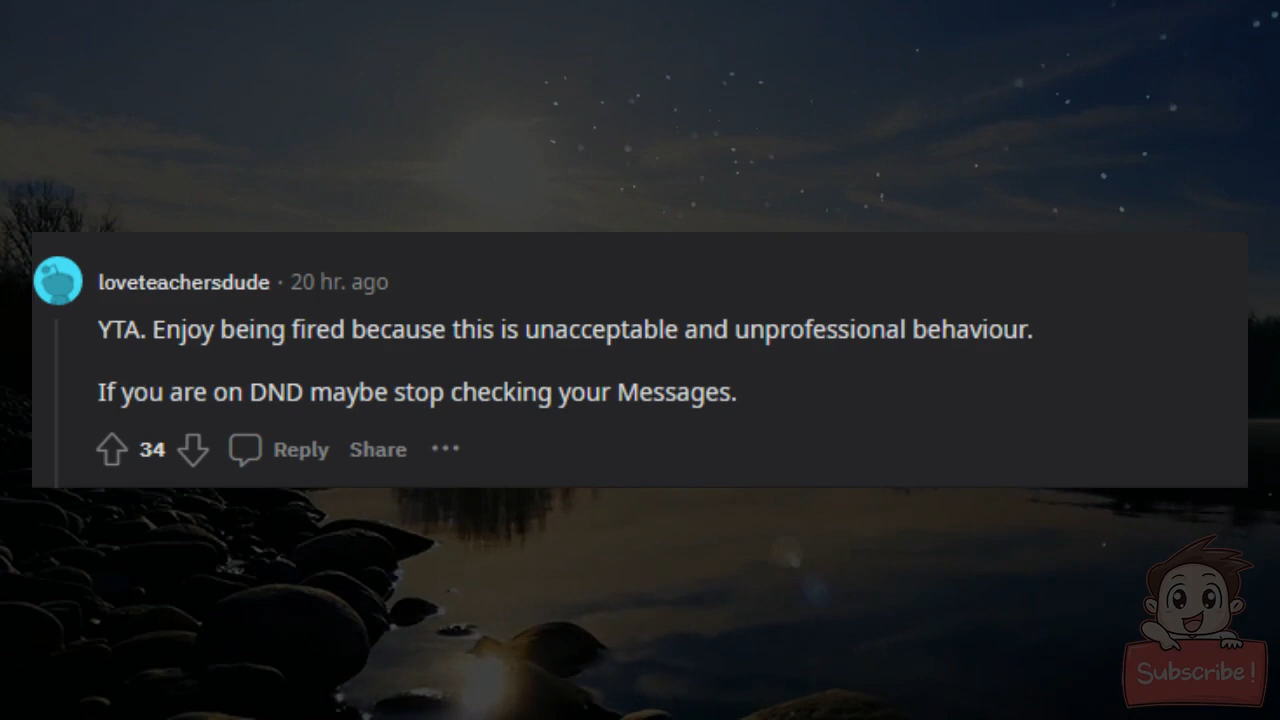 loveteachersdude · 20 hr. ago
YTA. Enjoy being fired because this is unacceptable and unprofessional behaviour.
If you are on DND maybe stop checking your Messages.
34 Reply Share ···
Subscribe!